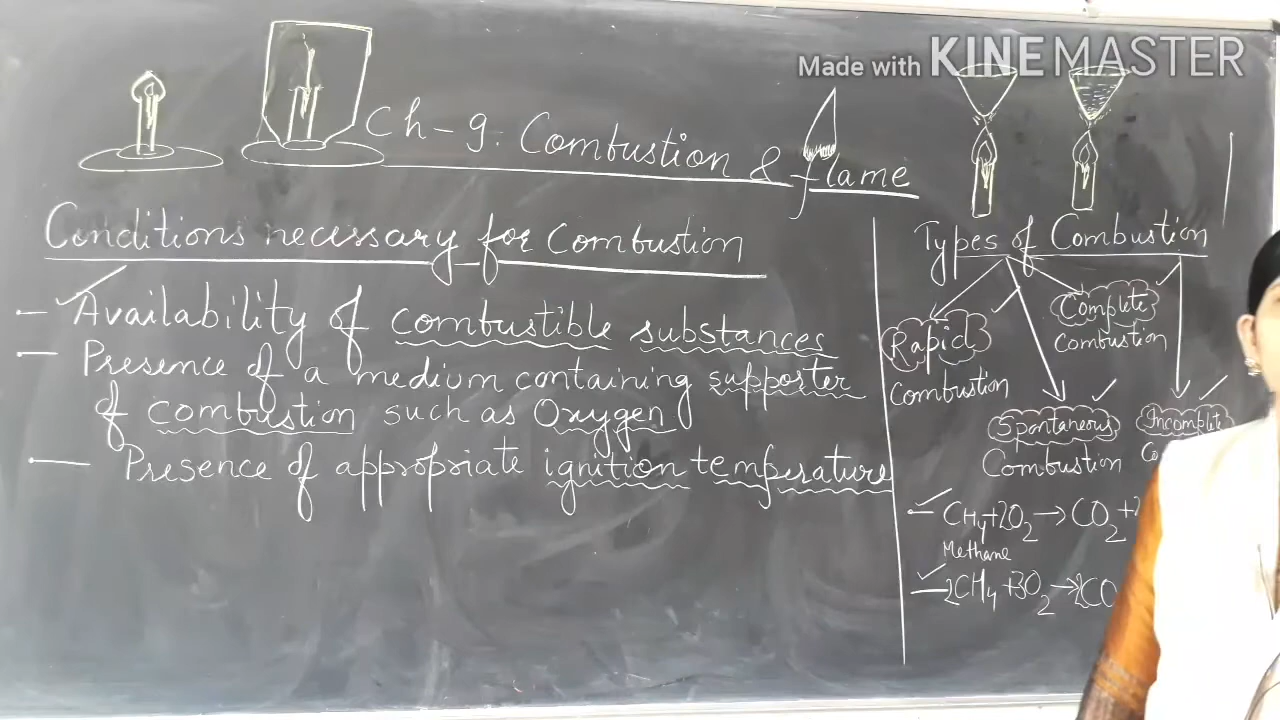 Made with KINEMASTER
Ch-9. Combustion & flame
Conditions necessary for Combustion
- Availability of combustible substances
- Presence of a medium containing supporter
of combustion such as Oxygen
- Presence of appropriate ignition temperature
Types of Combustion
Rapid
Combustion
Complete
Combustion
Spontaneous
Combustion
Incomplete
Co
- CH4+2O2 → CO2+2
Methane
- 2CH4+3O2 → 2CO